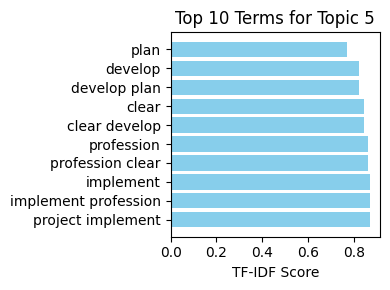 Top 10 Terms for Topic 5
plan
develop
develop plan
clear
clear develop
profession
profession clear
implement
implement profession
project implement
0.0 0.2 0.4 0.6 0.8
TF-IDF Score